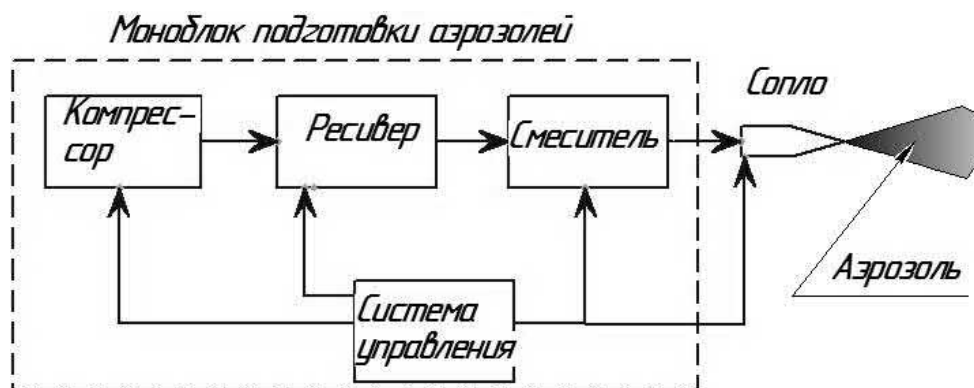 Моноблок подготовки аэрозолей
Сопло
Компрес-
сор
Ресивер
Смеситель
Аэрозоль
Система
управления